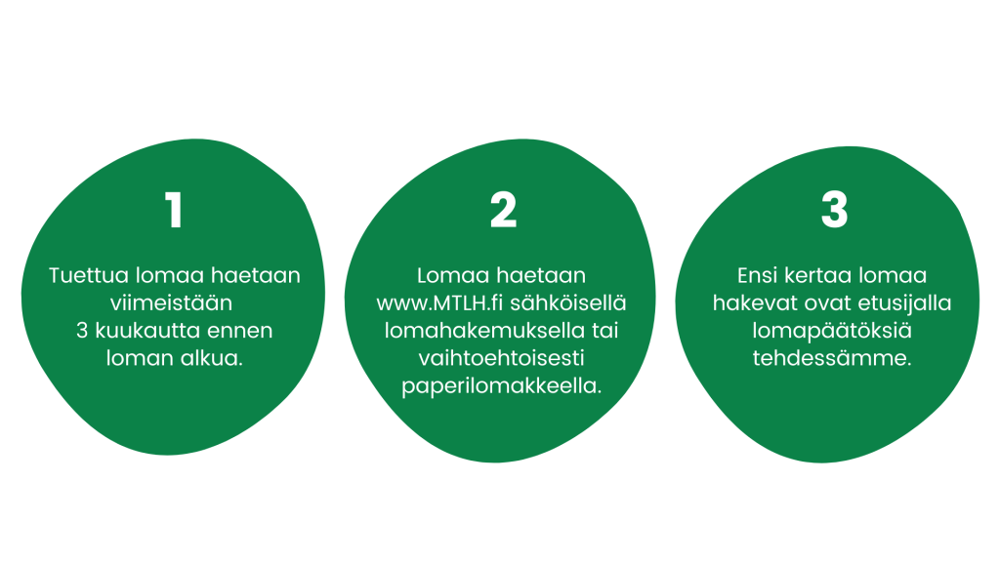 1
Tuettua lomaa haetaan
viimeistään
3 kuukautta ennen
loman alkua.
2
Lomaa haetaan
www.MTLH.fi sähköisellä
lomahakemuksella tai
vaihtoehtoisesti
paperilomakkeella.
3
Ensi kertaa lomaa
hakevat ovat etusijalla
lomapäätöksiä
tehdessämme.